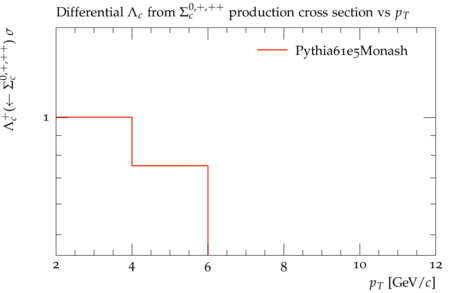 Differential Λc from Σc0,+,++ production cross section vs pT
Λc+ (← Σc0,+,++) σ
Pythia61e5Monash
1
2 4 6 8 10 12
pT [GeV/c]